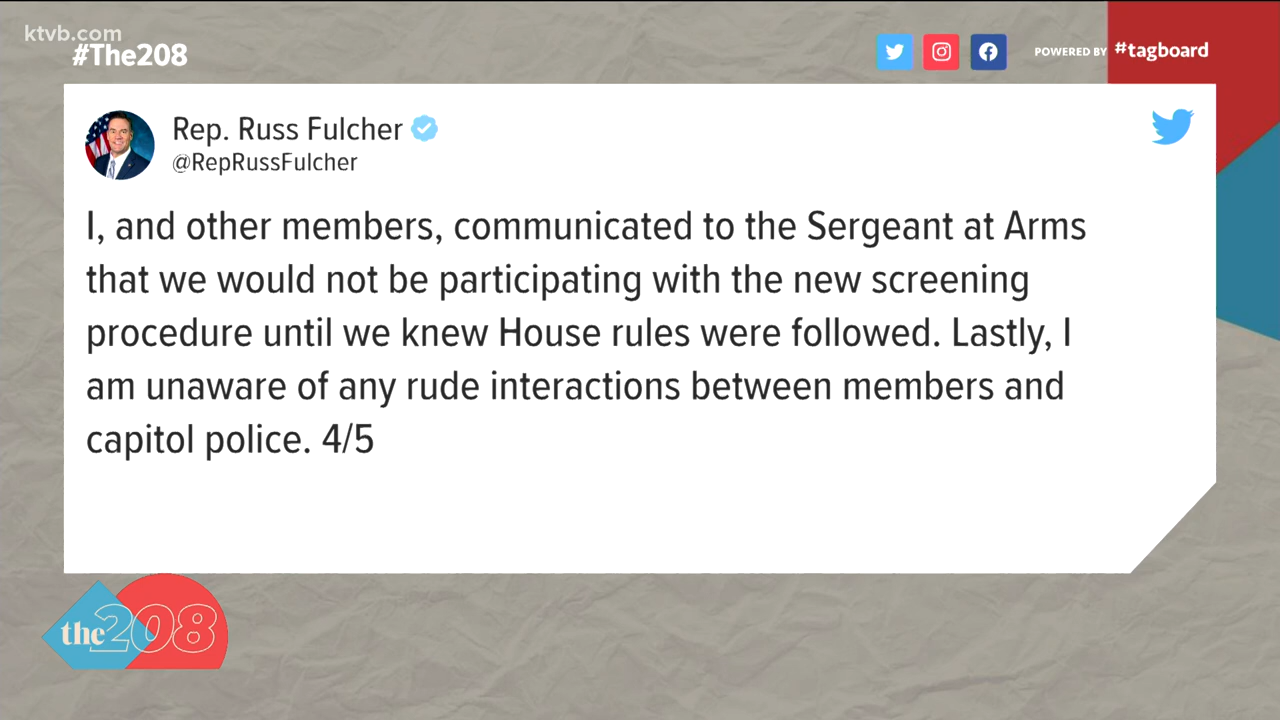 ktvb.com
#The208
POWERED BY #tagboard
Rep. Russ Fulcher
@RepRussFulcher
I, and other members, communicated to the Sergeant at Arms
that we would not be participating with the new screening
procedure until we knew House rules were followed. Lastly, I
am unaware of any rude interactions between members and
capitol police. 4/5
the208